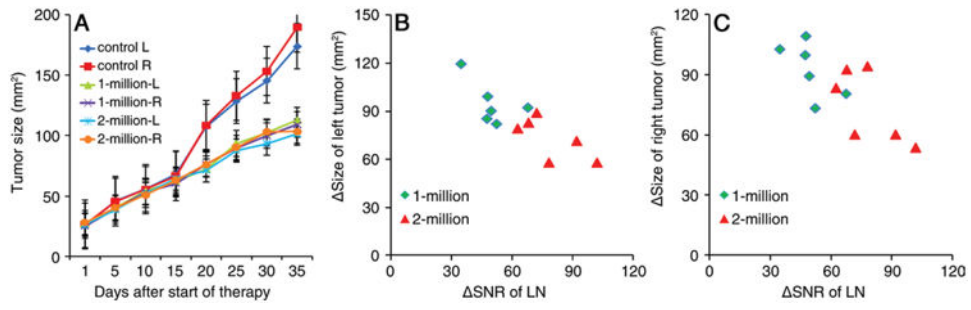 A
Tumor size (mm²)
200
150
100
50
0
control L
control R
1-million-L
1-million-R
2-million-L
2-million-R
1 5 10 15 20 25 30 35
Days after start of therapy
B
ΔSize of left tumor (mm²)
150
120
90
60
30
0
1-million
2-million
0 30 60 90 120
ΔSNR of LN
C
ΔSize of right tumor (mm²)
120
90
60
30
0
1-million
2-million
0 30 60 90 120
ΔSNR of LN